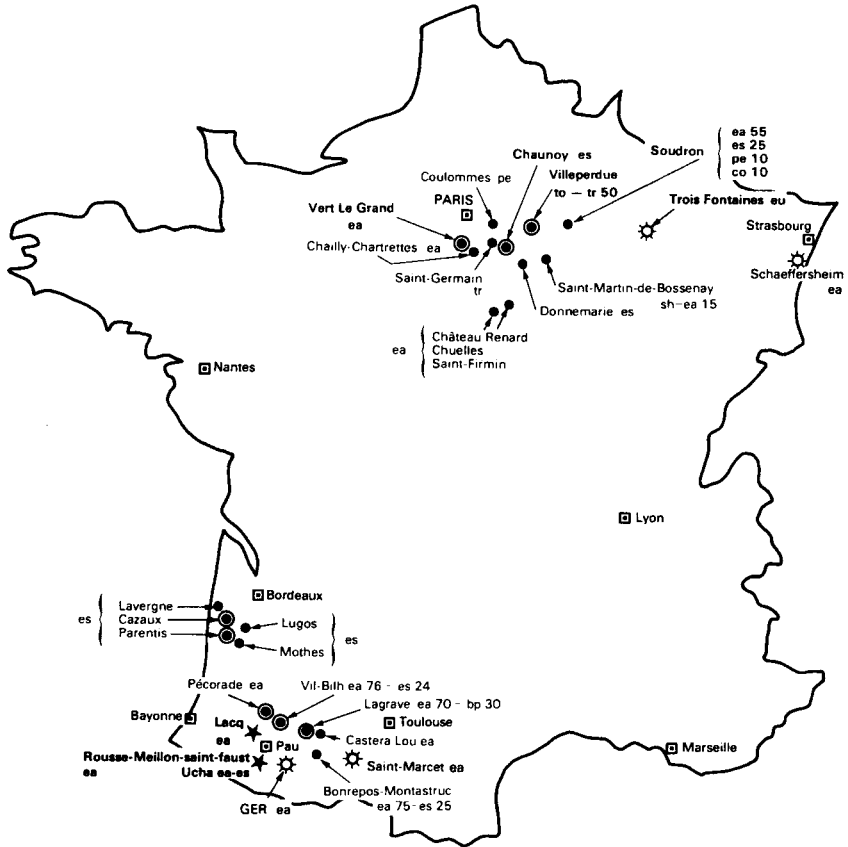 ea 55
es 25
pe 10
co 10
Soudron
Chaunoy es
Villeperdue
to – tr 50
Coulommes pe
PARIS
Trois Fontaines eu
Vert Le Grand
ea
Strasbourg
Chailly-Chartrettes ea
Schaeffersheim
ea
Saint-Germain
tr
Saint-Martin-de-Bossenay
sh-ea 15
Donnemarie es
ea
Château Renard
Chuelles
Saint-Firmin
Nantes
Lyon
Bordeaux
es
Lavergne
Cazaux
Parentis
Lugos
Mothes
es
Pécorade ea
Vil-Bilh ea 76 - es 24
Lagrave ea 70 - bp 30
Bayonne
Lacq
ea
Toulouse
Castera Lou ea
Pau
Marseille
Rousse-Meillon-saint-faust
ea
Ucha ea-es
Saint-Marcet ea
Bonrepos-Montastruc
ea 75 - es 25
GER ea